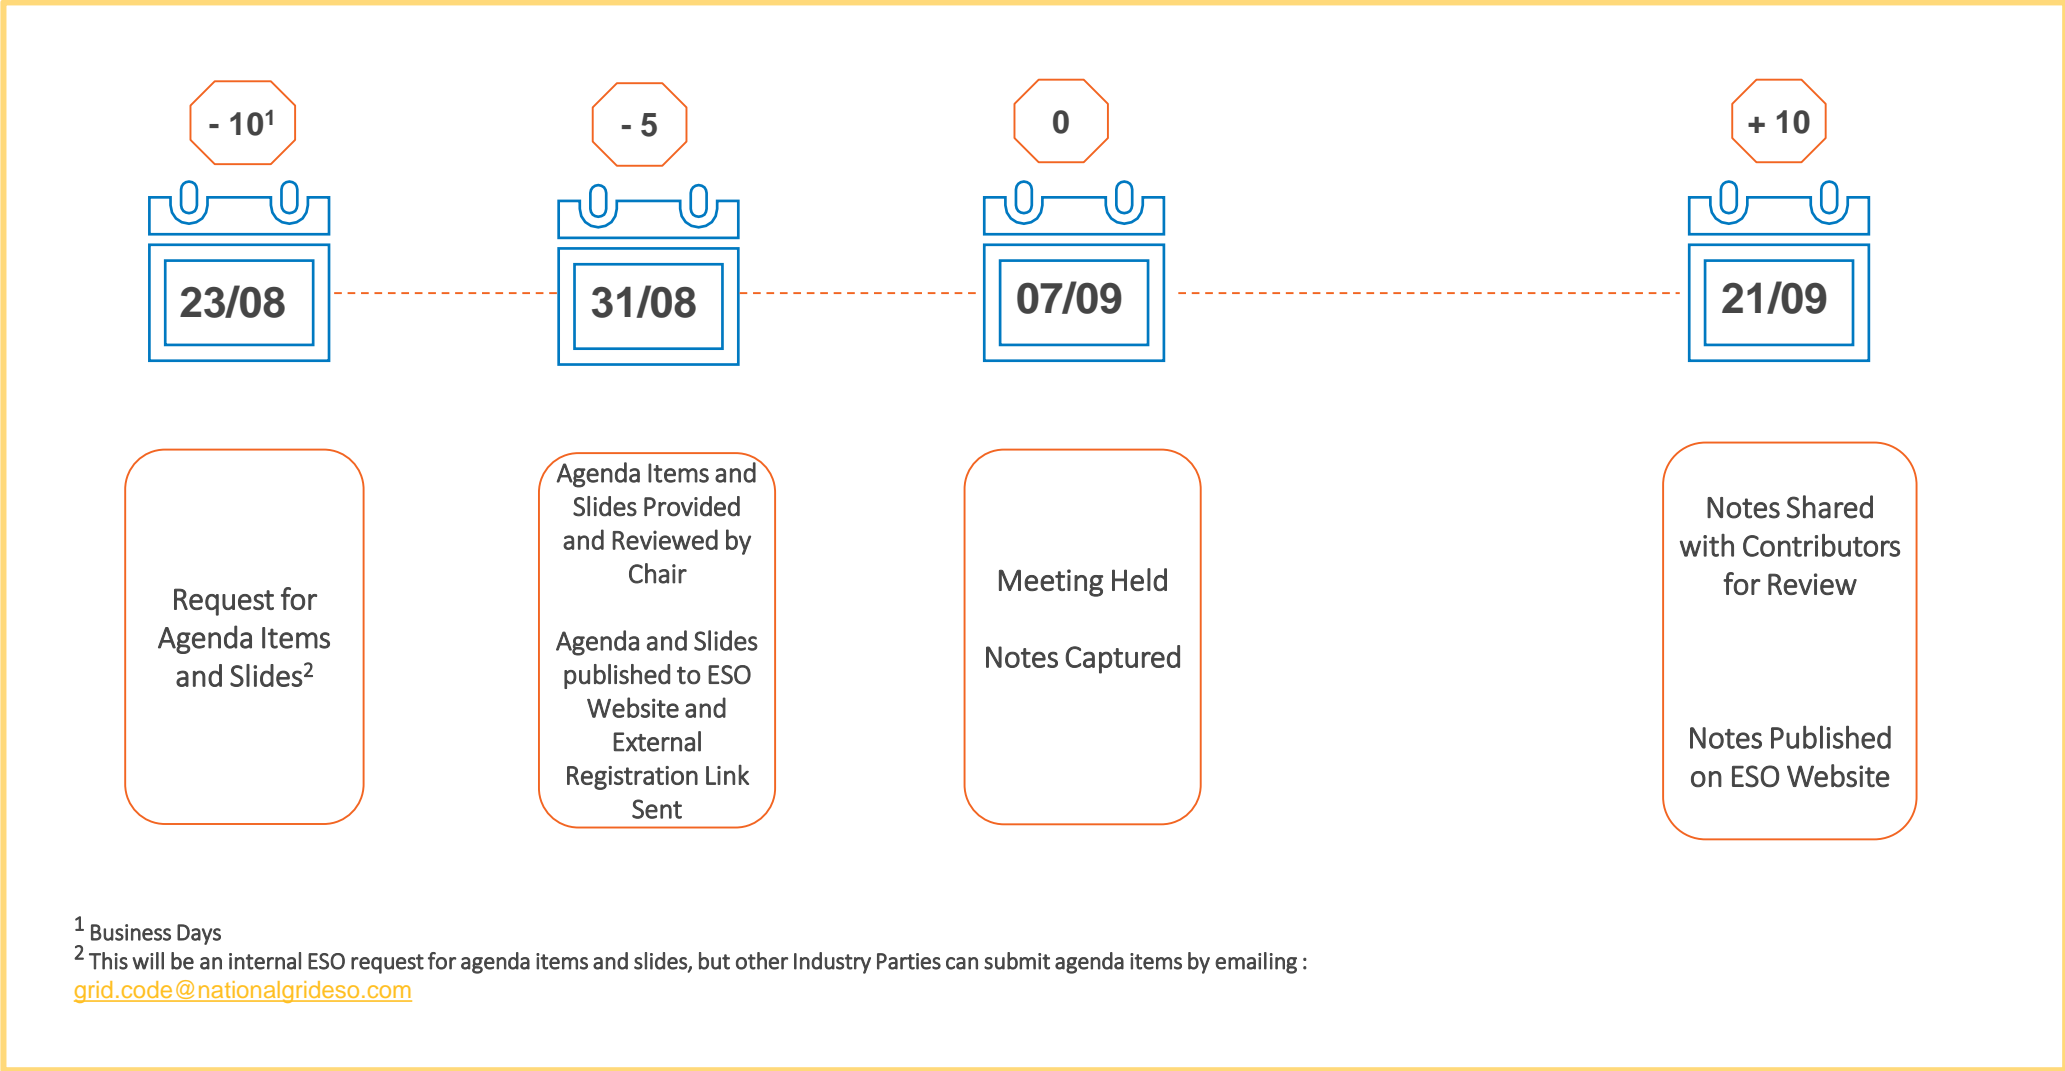 - 10¹
- 5
0
+ 10
23/08
31/08
07/09
21/09
Request for
Agenda Items
and Slides²
Agenda Items and
Slides Provided
and Reviewed by
Chair
Agenda and Slides
published to ESO
Website and
External
Registration Link
Sent
Meeting Held
Notes Captured
Notes Shared
with Contributors
for Review
Notes Published
on ESO Website
¹ Business Days
² This will be an internal ESO request for agenda items and slides, but other Industry Parties can submit agenda items by emailing :
grid.code@nationalgrideso.com